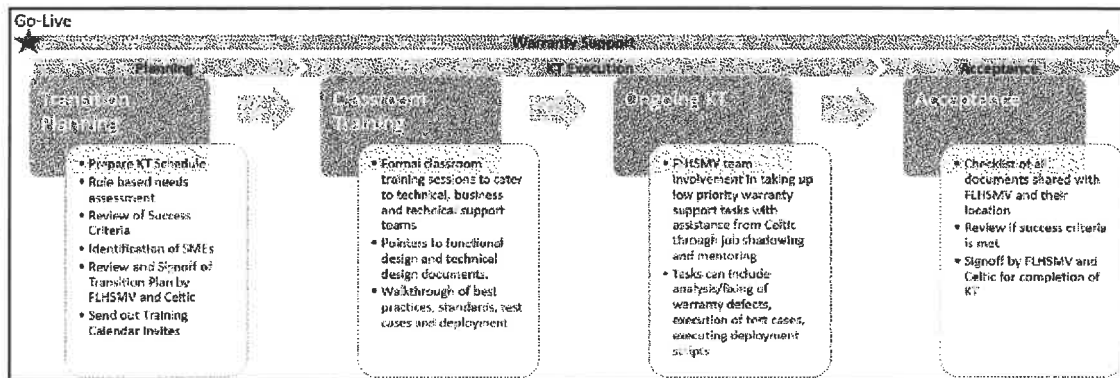 Go-Live
Warranty Support
Planning
KT Execution
Acceptance
Transition
Planning
• Prepare KT Schedule
• Role based needs
assessment
• Review of Success
Criteria
• Identification of SMEs
• Review and Signoff of
Transition Plan by
FLHSMV and Celtic
• Send out Training
Calendar Invites
Classroom
Training
• Formal classroom
training sessions to cater
to technical, business
and technical support
teams
• Pointers to functional
design and technical
design documents.
• Walkthrough of best
practices, standards, test
cases and deployment
Ongoing KT
• FLHSMV team
involvement in taking up
low priority warranty
support tasks with
assistance from Celtic
through job shadowing
and mentoring
• Tasks can include
analysis/fixing of
warranty defects,
execution of test cases,
executing deployment
scripts
Acceptance
• Checklist of all
documents shared with
FLHSMV and their
location
• Review if success criteria
is met
• Signoff by FLHSMV and
Celtic for completion of
KT